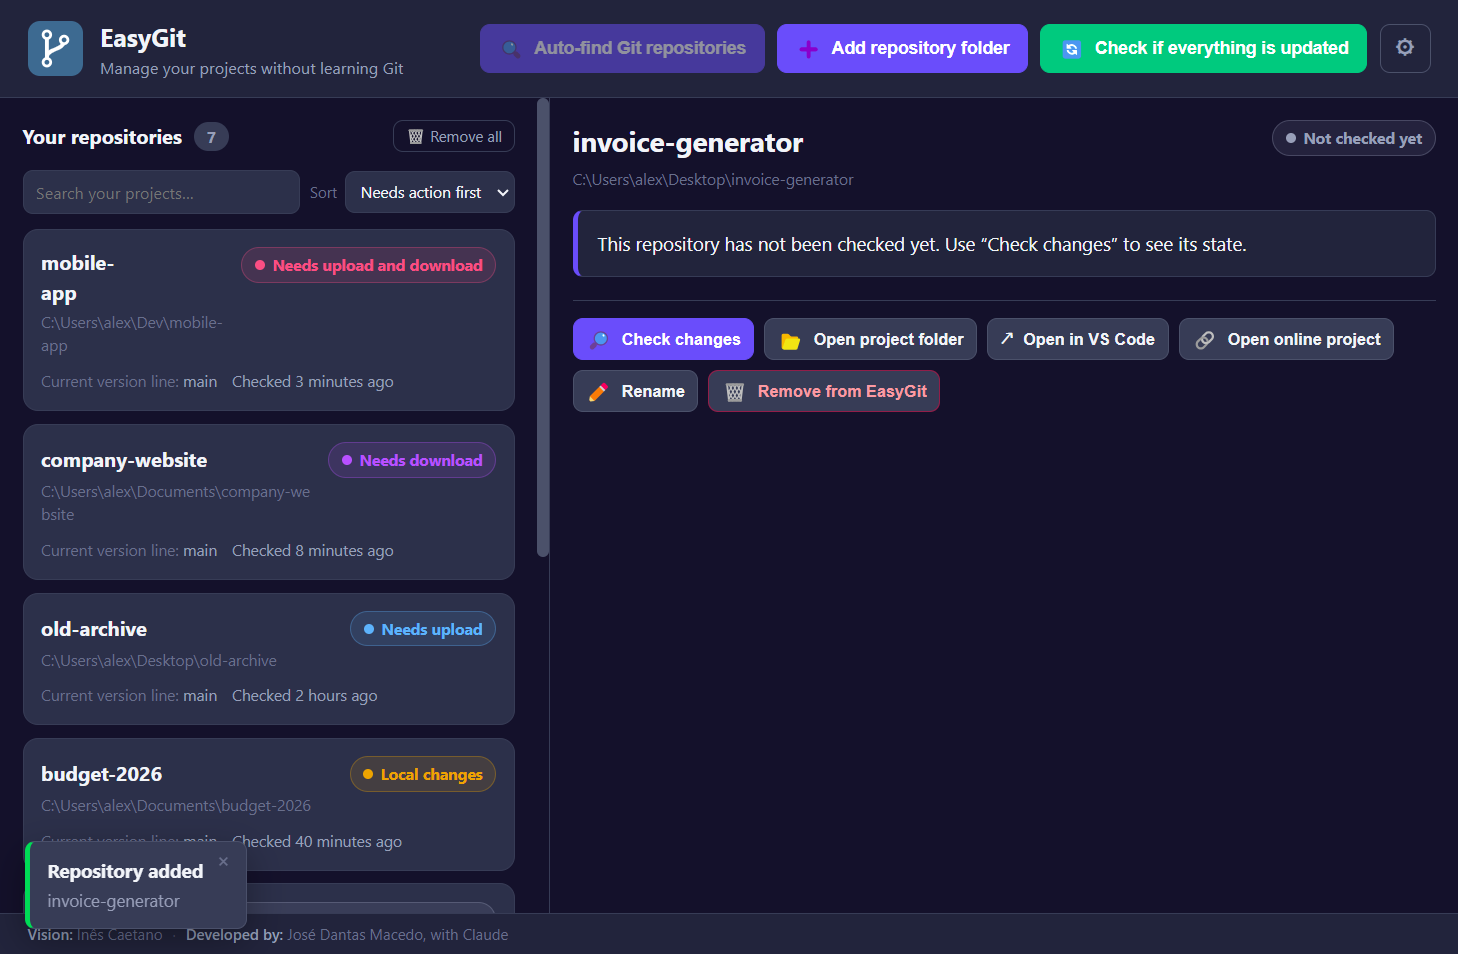 EasyGit
Manage your projects without learning Git
Auto-find Git repositories
Add repository folder
Check if everything is updated
Your repositories 7
Remove all
Search your projects...
Sort
Needs action first
mobile-
app
Needs upload and download
C:\Users\alex\Dev\mobile-
app
Current version line: main Checked 3 minutes ago
company-website
Needs download
C:\Users\alex\Documents\company-we
bsite
Current version line: main Checked 8 minutes ago
old-archive
Needs upload
C:\Users\alex\Desktop\old-archive
Current version line: main Checked 2 hours ago
budget-2026
Local changes
C:\Users\alex\Documents\budget-2026
Current version line: main Checked 40 minutes ago
Repository added
invoice-generator
invoice-generator
Not checked yet
C:\Users\alex\Desktop\invoice-generator
This repository has not been checked yet. Use “Check changes” to see its state.
Check changes
Open project folder
Open in VS Code
Open online project
Rename
Remove from EasyGit
Vision: Inês Caetano · Developed by: José Dantas Macedo, with Claude